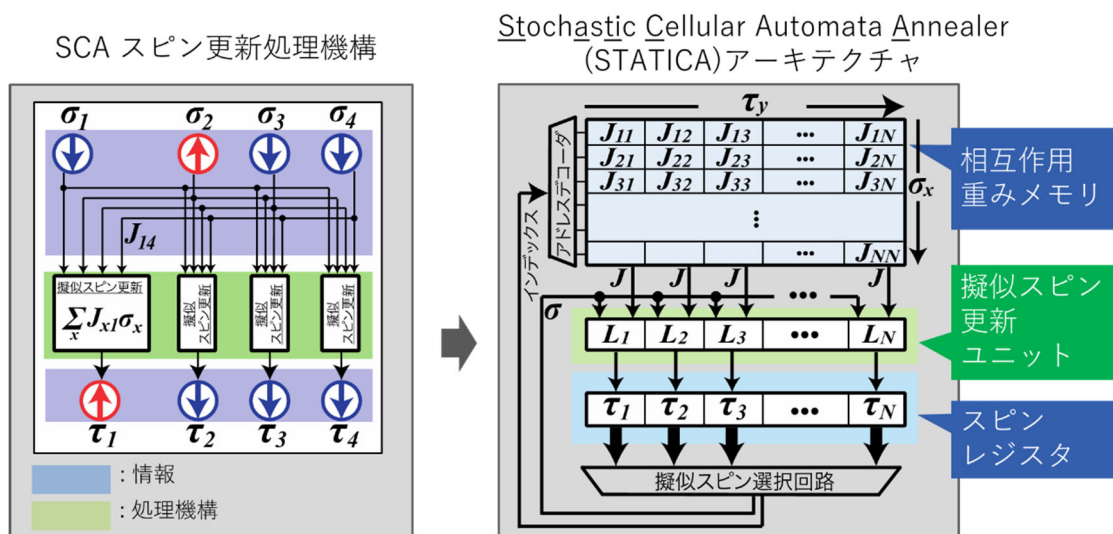 SCA スピン更新処理機構
σ1 σ2 σ3 σ4
J14
擬似スピン更新
∑x Jx1σx
擬似
スピン更新
擬似
スピン更新
擬似
スピン更新
τ1 τ2 τ3 τ4
: 情報
: 処理機構
Stochastic Cellular Automata Annealer
(STATICA)アーキテクチャ
τy
アドレスデコーダ
J11 J12 J13 ••• J1N
J21 J22 J23 ••• J2N
J31 J32 J33 ••• J3N
•••
JNN
σx
インデックス
J J J J
σ •••
L1 L2 L3 ••• LN
τ1 τ2 τ3 ••• τN
擬似スピン選択回路
相互作用
重みメモリ
擬似スピン
更新
ユニット
スピン
レジスタ